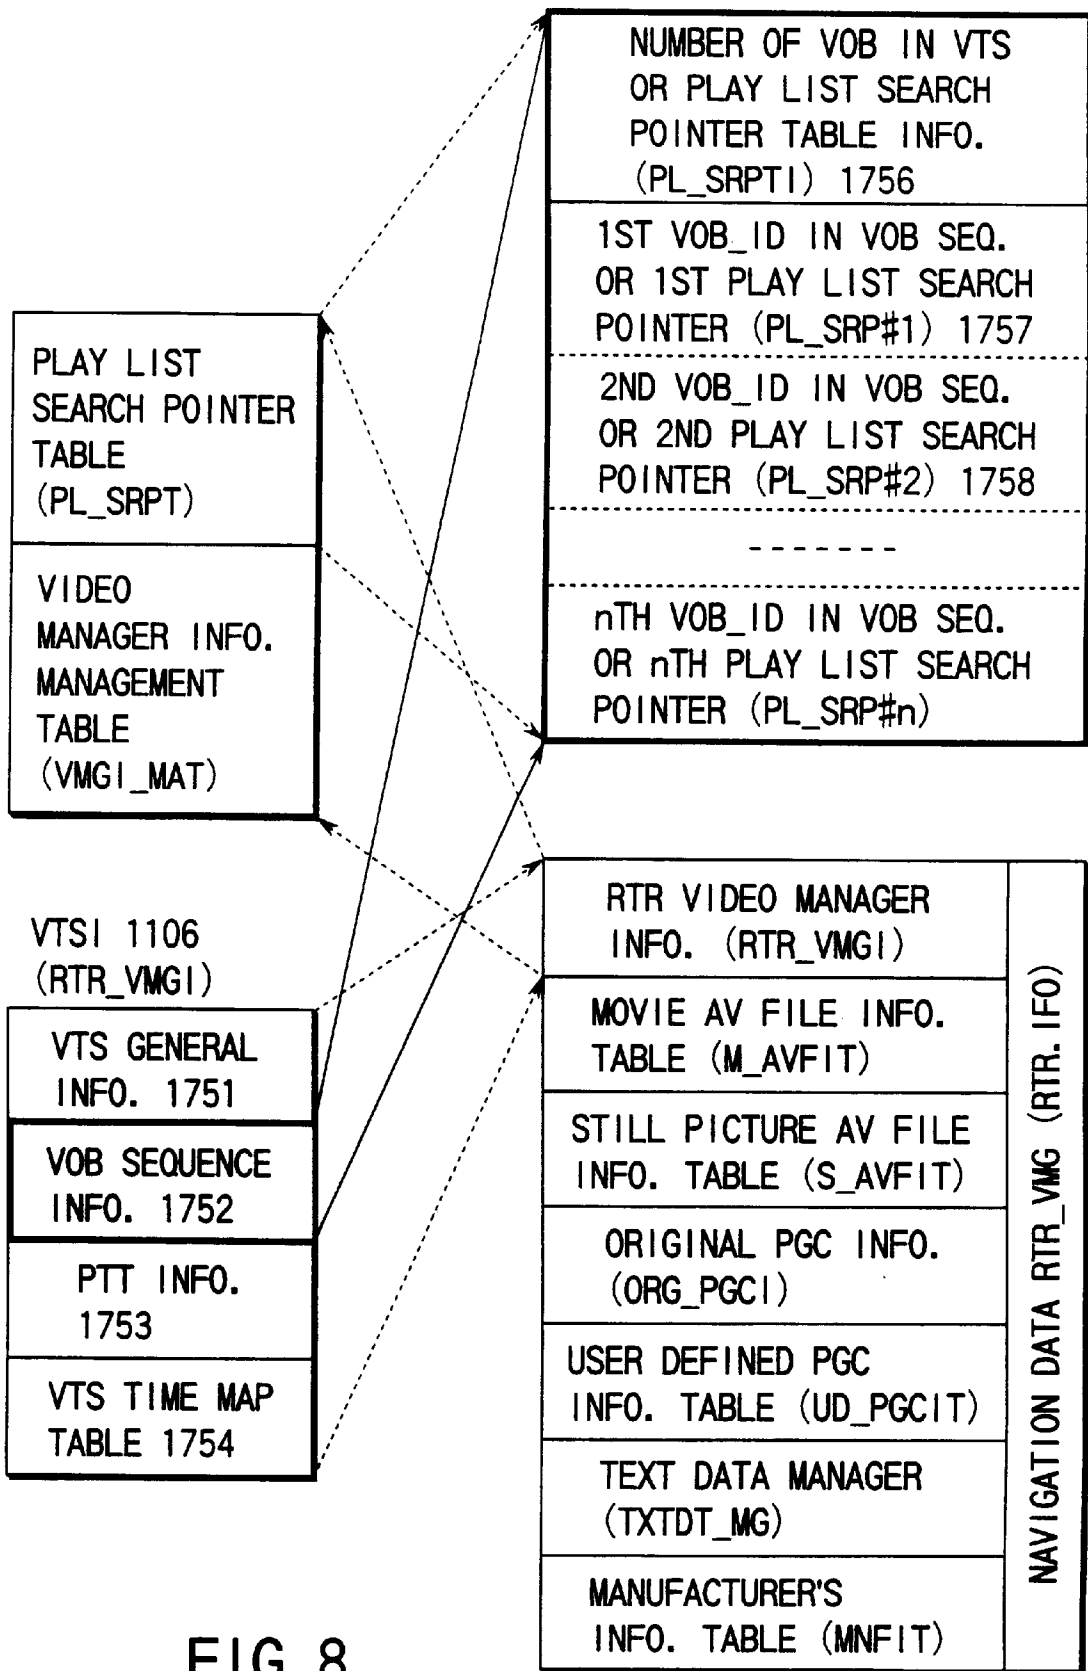 NUMBER OF VOB IN VTS
OR PLAY LIST SEARCH
POINTER TABLE INFO.
(PL_SRPTI) 1756
1ST VOB_ID IN VOB SEQ.
OR 1ST PLAY LIST SEARCH
POINTER (PL_SRP#1) 1757
2ND VOB_ID IN VOB SEQ.
OR 2ND PLAY LIST SEARCH
POINTER (PL_SRP#2) 1758
-------
nTH VOB_ID IN VOB SEQ.
OR nTH PLAY LIST SEARCH
POINTER (PL_SRP#n)
PLAY LIST
SEARCH POINTER
TABLE
(PL_SRPT)
VIDEO
MANAGER INFO.
MANAGEMENT
TABLE
(VMGI_MAT)
VTSI 1106
(RTR_VMGI)
VTS GENERAL
INFO. 1751
VOB SEQUENCE
INFO. 1752
PTT INFO.
1753
VTS TIME MAP
TABLE 1754
RTR VIDEO MANAGER
INFO. (RTR_VMGI)
MOVIE AV FILE INFO.
TABLE (M_AVFIT)
STILL PICTURE AV FILE
INFO. TABLE (S_AVFIT)
ORIGINAL PGC INFO.
(ORG_PGCI)
USER DEFINED PGC
INFO. TABLE (UD_PGCIT)
TEXT DATA MANAGER
(TXTDT_MG)
MANUFACTURER'S
INFO. TABLE (MNFIT)
NAVIGATION DATA RTR_VMG (RTR.IFO)
FIG. 8